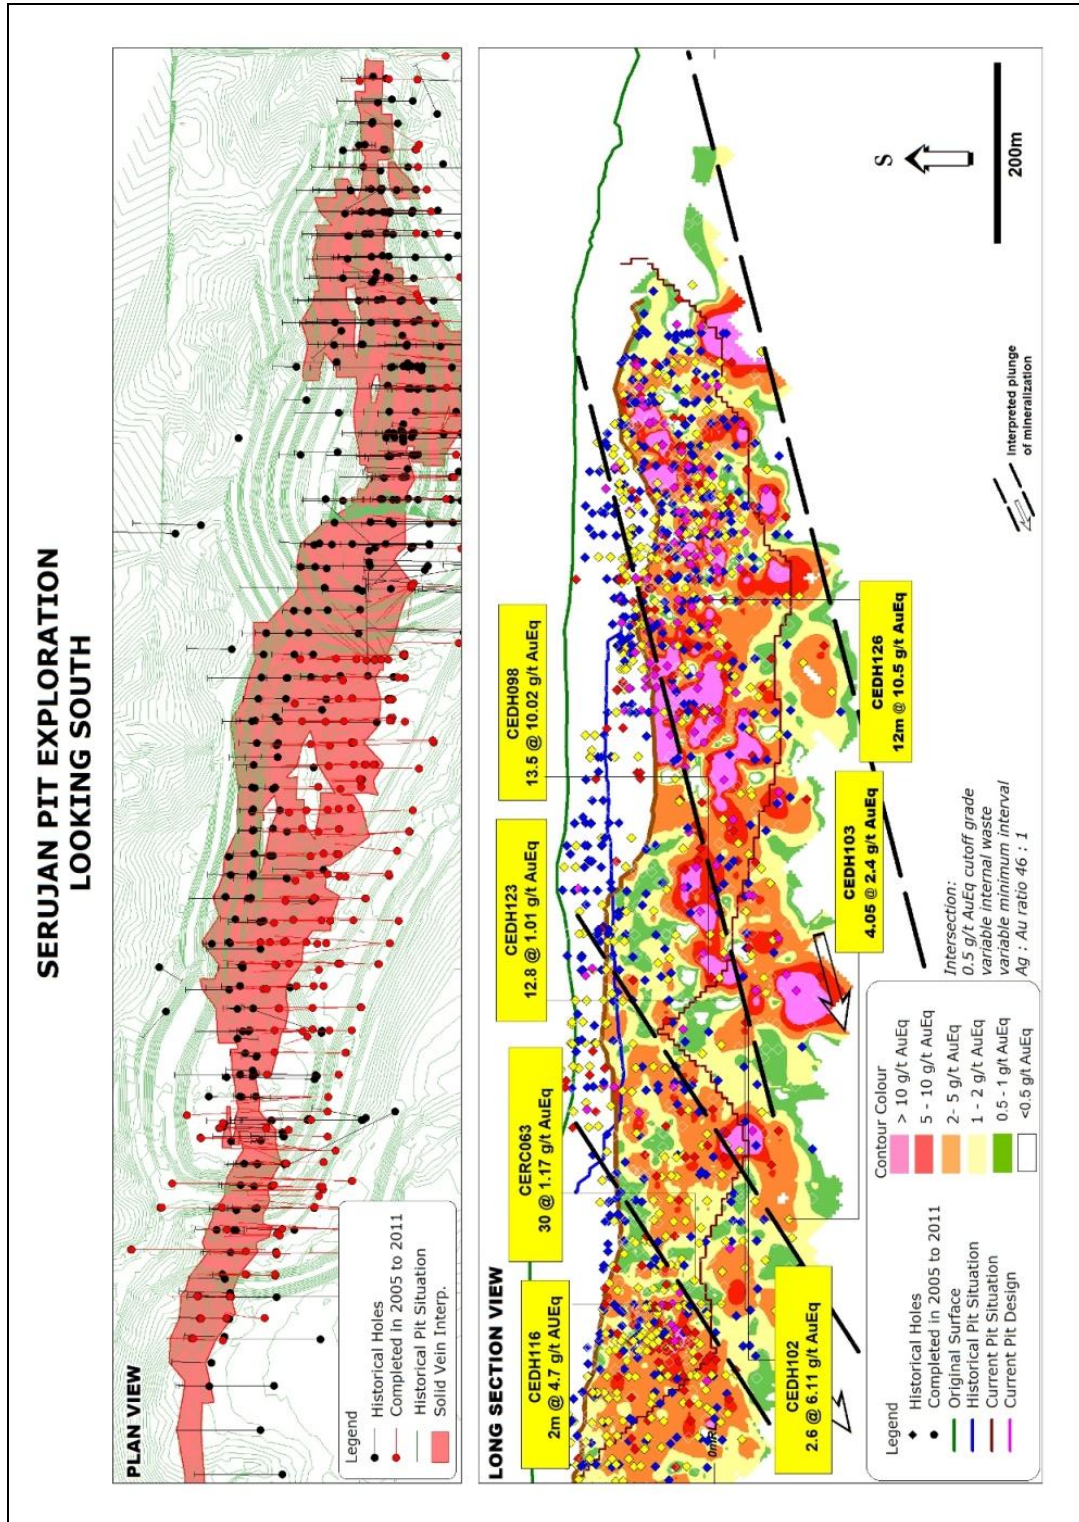 SERUJAN PIT EXPLORATION
LOOKING SOUTH
PLAN VIEW
Legend
Historical Holes
Completed in 2005 to 2011
Historical Pit Situation
Solid Vein Interp.
LONG SECTION VIEW
CEDH116
2m @ 4.7 g/t AuEq
CERC063
30 @ 1.17 g/t AuEq
CEDH123
12.8 @ 1.01 g/t AuEq
CEDH098
13.5 @ 10.02 g/t AuEq
S
200m
0mRL
CEDH102
2.6 @ 6.11 g/t AuEq
CEDH103
4.05 @ 2.4 g/t AuEq
CEDH126
12m @ 10.5 g/t AuEq
Interpreted plunge
of mineralization
Intersection:
0.5 g/t AuEq cutoff grade
variable internal waste
variable minimum interval
Ag : Au ratio 46 : 1
Legend
Historical Holes
Completed in 2005 to 2011
Original Surface
Historical Pit Situation
Current Pit Situation
Current Pit Design
Contour Colour
> 10 g/t AuEq
5 - 10 g/t AuEq
2- 5 g/t AuEq
1 - 2 g/t AuEq
0.5 - 1 g/t AuEq
<0.5 g/t AuEq